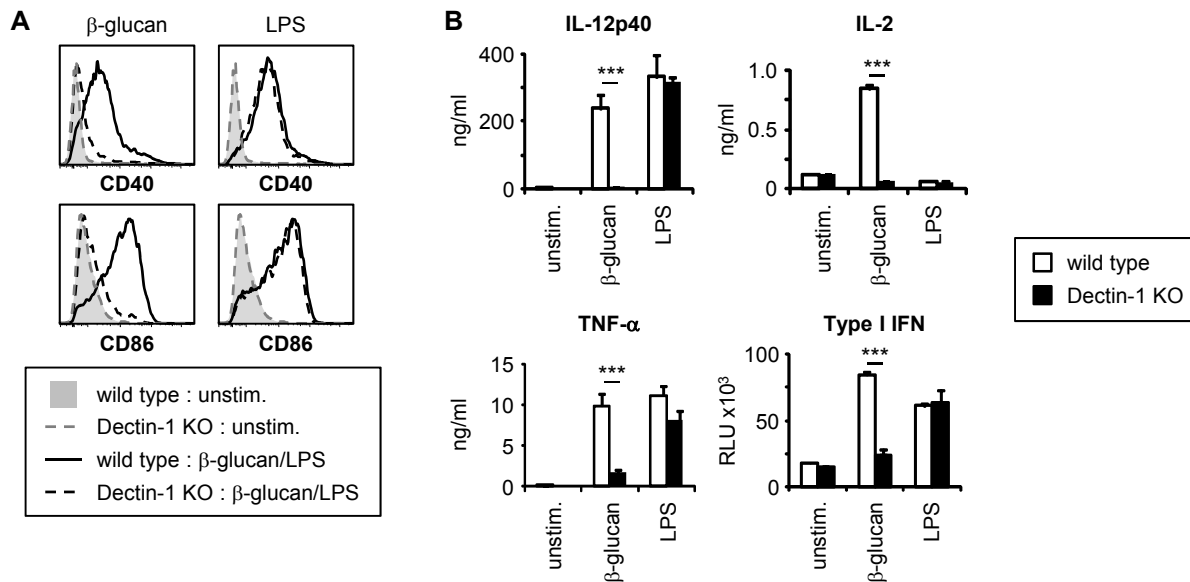 A
β-glucan LPS
CD40 CD40
CD86 CD86
wild type : unstim.
Dectin-1 KO : unstim.
wild type : β-glucan/LPS
Dectin-1 KO : β-glucan/LPS
B
IL-12p40
ng/ml
400
200
0
***
unstim.
β-glucan
LPS
IL-2
ng/ml
1.0
0.5
0
***
unstim.
β-glucan
LPS
wild type
Dectin-1 KO
TNF-α
ng/ml
15
10
5
0
***
unstim.
β-glucan
LPS
Type I IFN
RLU x10³
100
50
0
***
unstim.
β-glucan
LPS